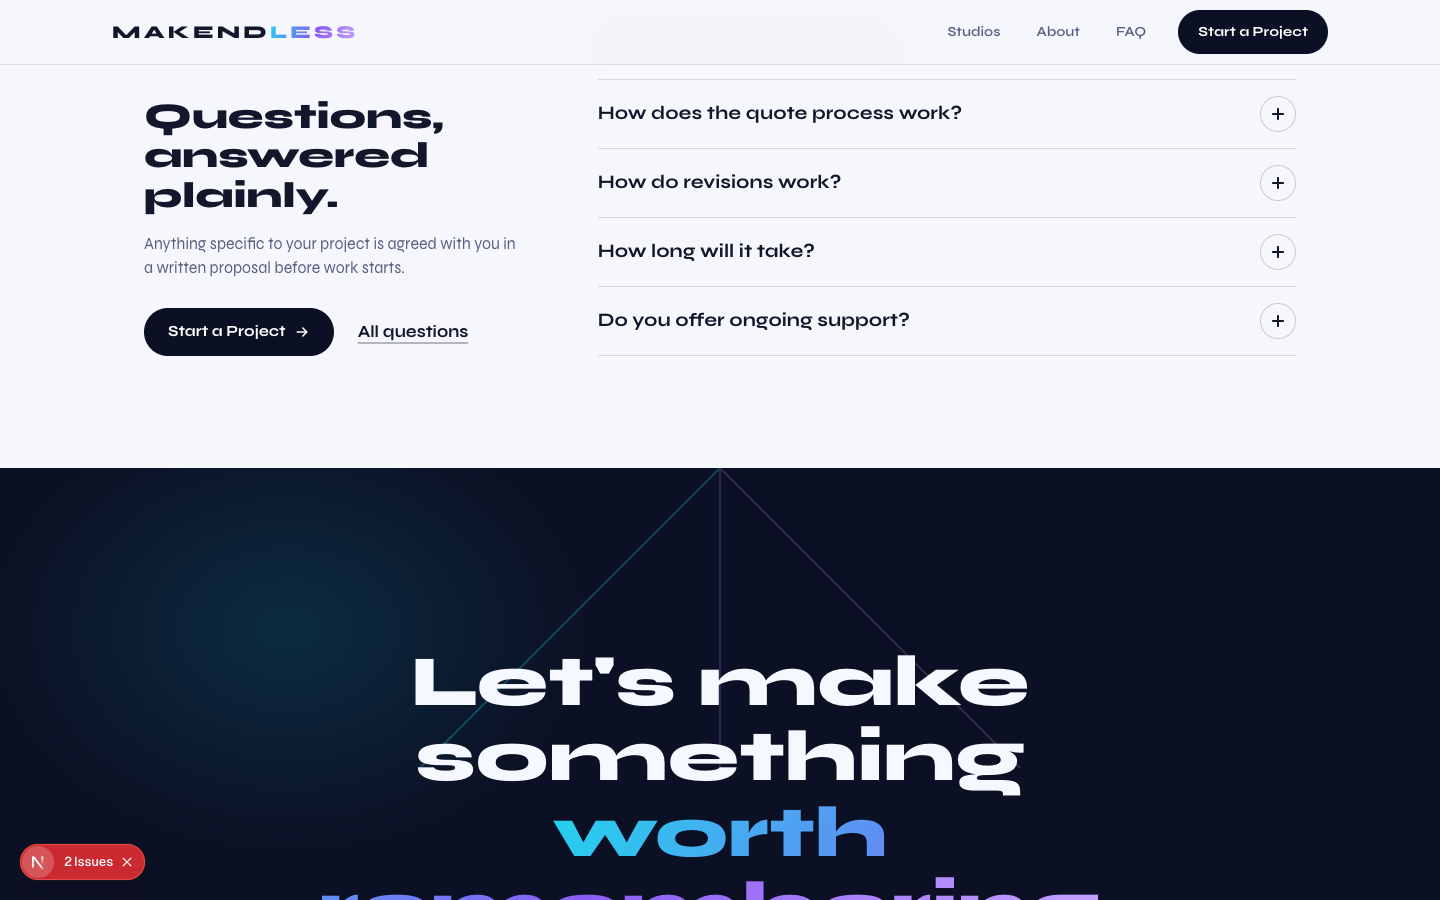 MAKENDLESS
Studios
About
FAQ
Start a Project
Questions,
answered
plainly.
Anything specific to your project is agreed with you in
a written proposal before work starts.
Start a Project →
All questions
How does the quote process work?
How do revisions work?
How long will it take?
Do you offer ongoing support?
Let's make
something
worth
remembering
N
2 Issues